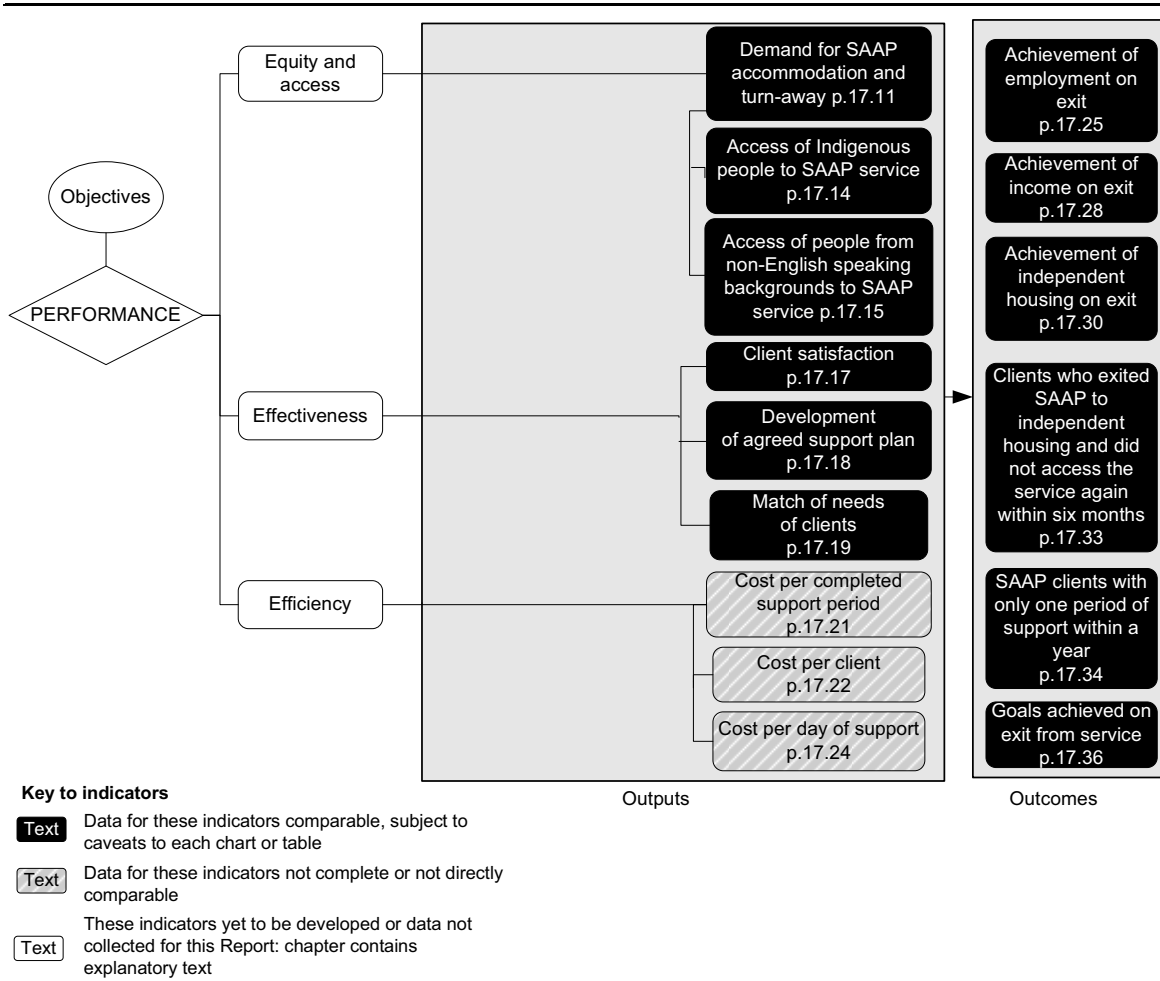 Objectives
PERFORMANCE
Equity and
access
Effectiveness
Efficiency
Demand for SAAP
accommodation and
turn-away p.17.11
Access of Indigenous
people to SAAP service
p.17.14
Access of people from
non-English speaking
backgrounds to SAAP
service p.17.15
Client satisfaction
p.17.17
Development
of agreed support plan
p.17.18
Match of needs
of clients
p.17.19
Cost per completed
support period
p.17.21
Cost per client
p.17.22
Cost per day of support
p.17.24
Outputs
Achievement of
employment on
exit
p.17.25
Achievement of
income on exit
p.17.28
Achievement of
independent
housing on exit
p.17.30
Clients who exited
SAAP to
independent
housing and did
not access the
service again
within six months
p.17.33
SAAP clients with
only one period of
support within a
year
p.17.34
Goals achieved on
exit from service
p.17.36
Outcomes
Key to indicators
Text
Data for these indicators comparable, subject to
caveats to each chart or table
Text
Data for these indicators not complete or not directly
comparable
Text
These indicators yet to be developed or data not
collected for this Report: chapter contains
explanatory text